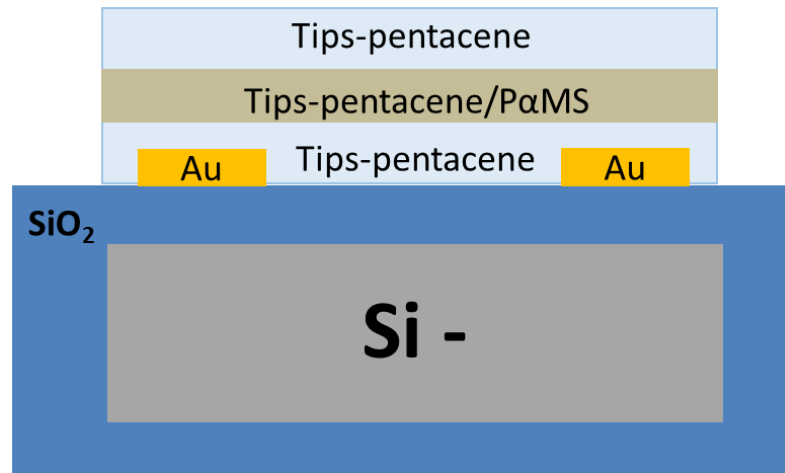 Tips-pentacene
Tips-pentacene/PαMS
Au
Tips-pentacene
Au
SiO₂
Si -